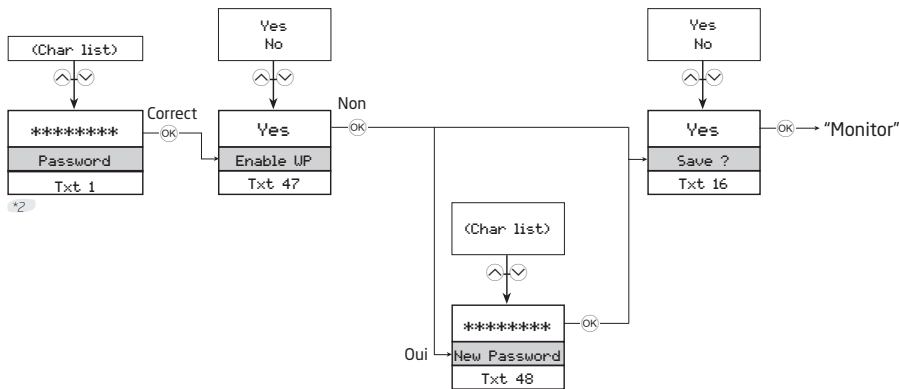 (Char list)
********
Password
Txt 1
*2
Correct
OK
Yes
No
Yes
Enable WP
Txt 47
Non
OK
Oui
(Char list)
********
New Password
Txt 48
OK
Yes
No
Yes
Save ?
Txt 16
OK
"Monitor"